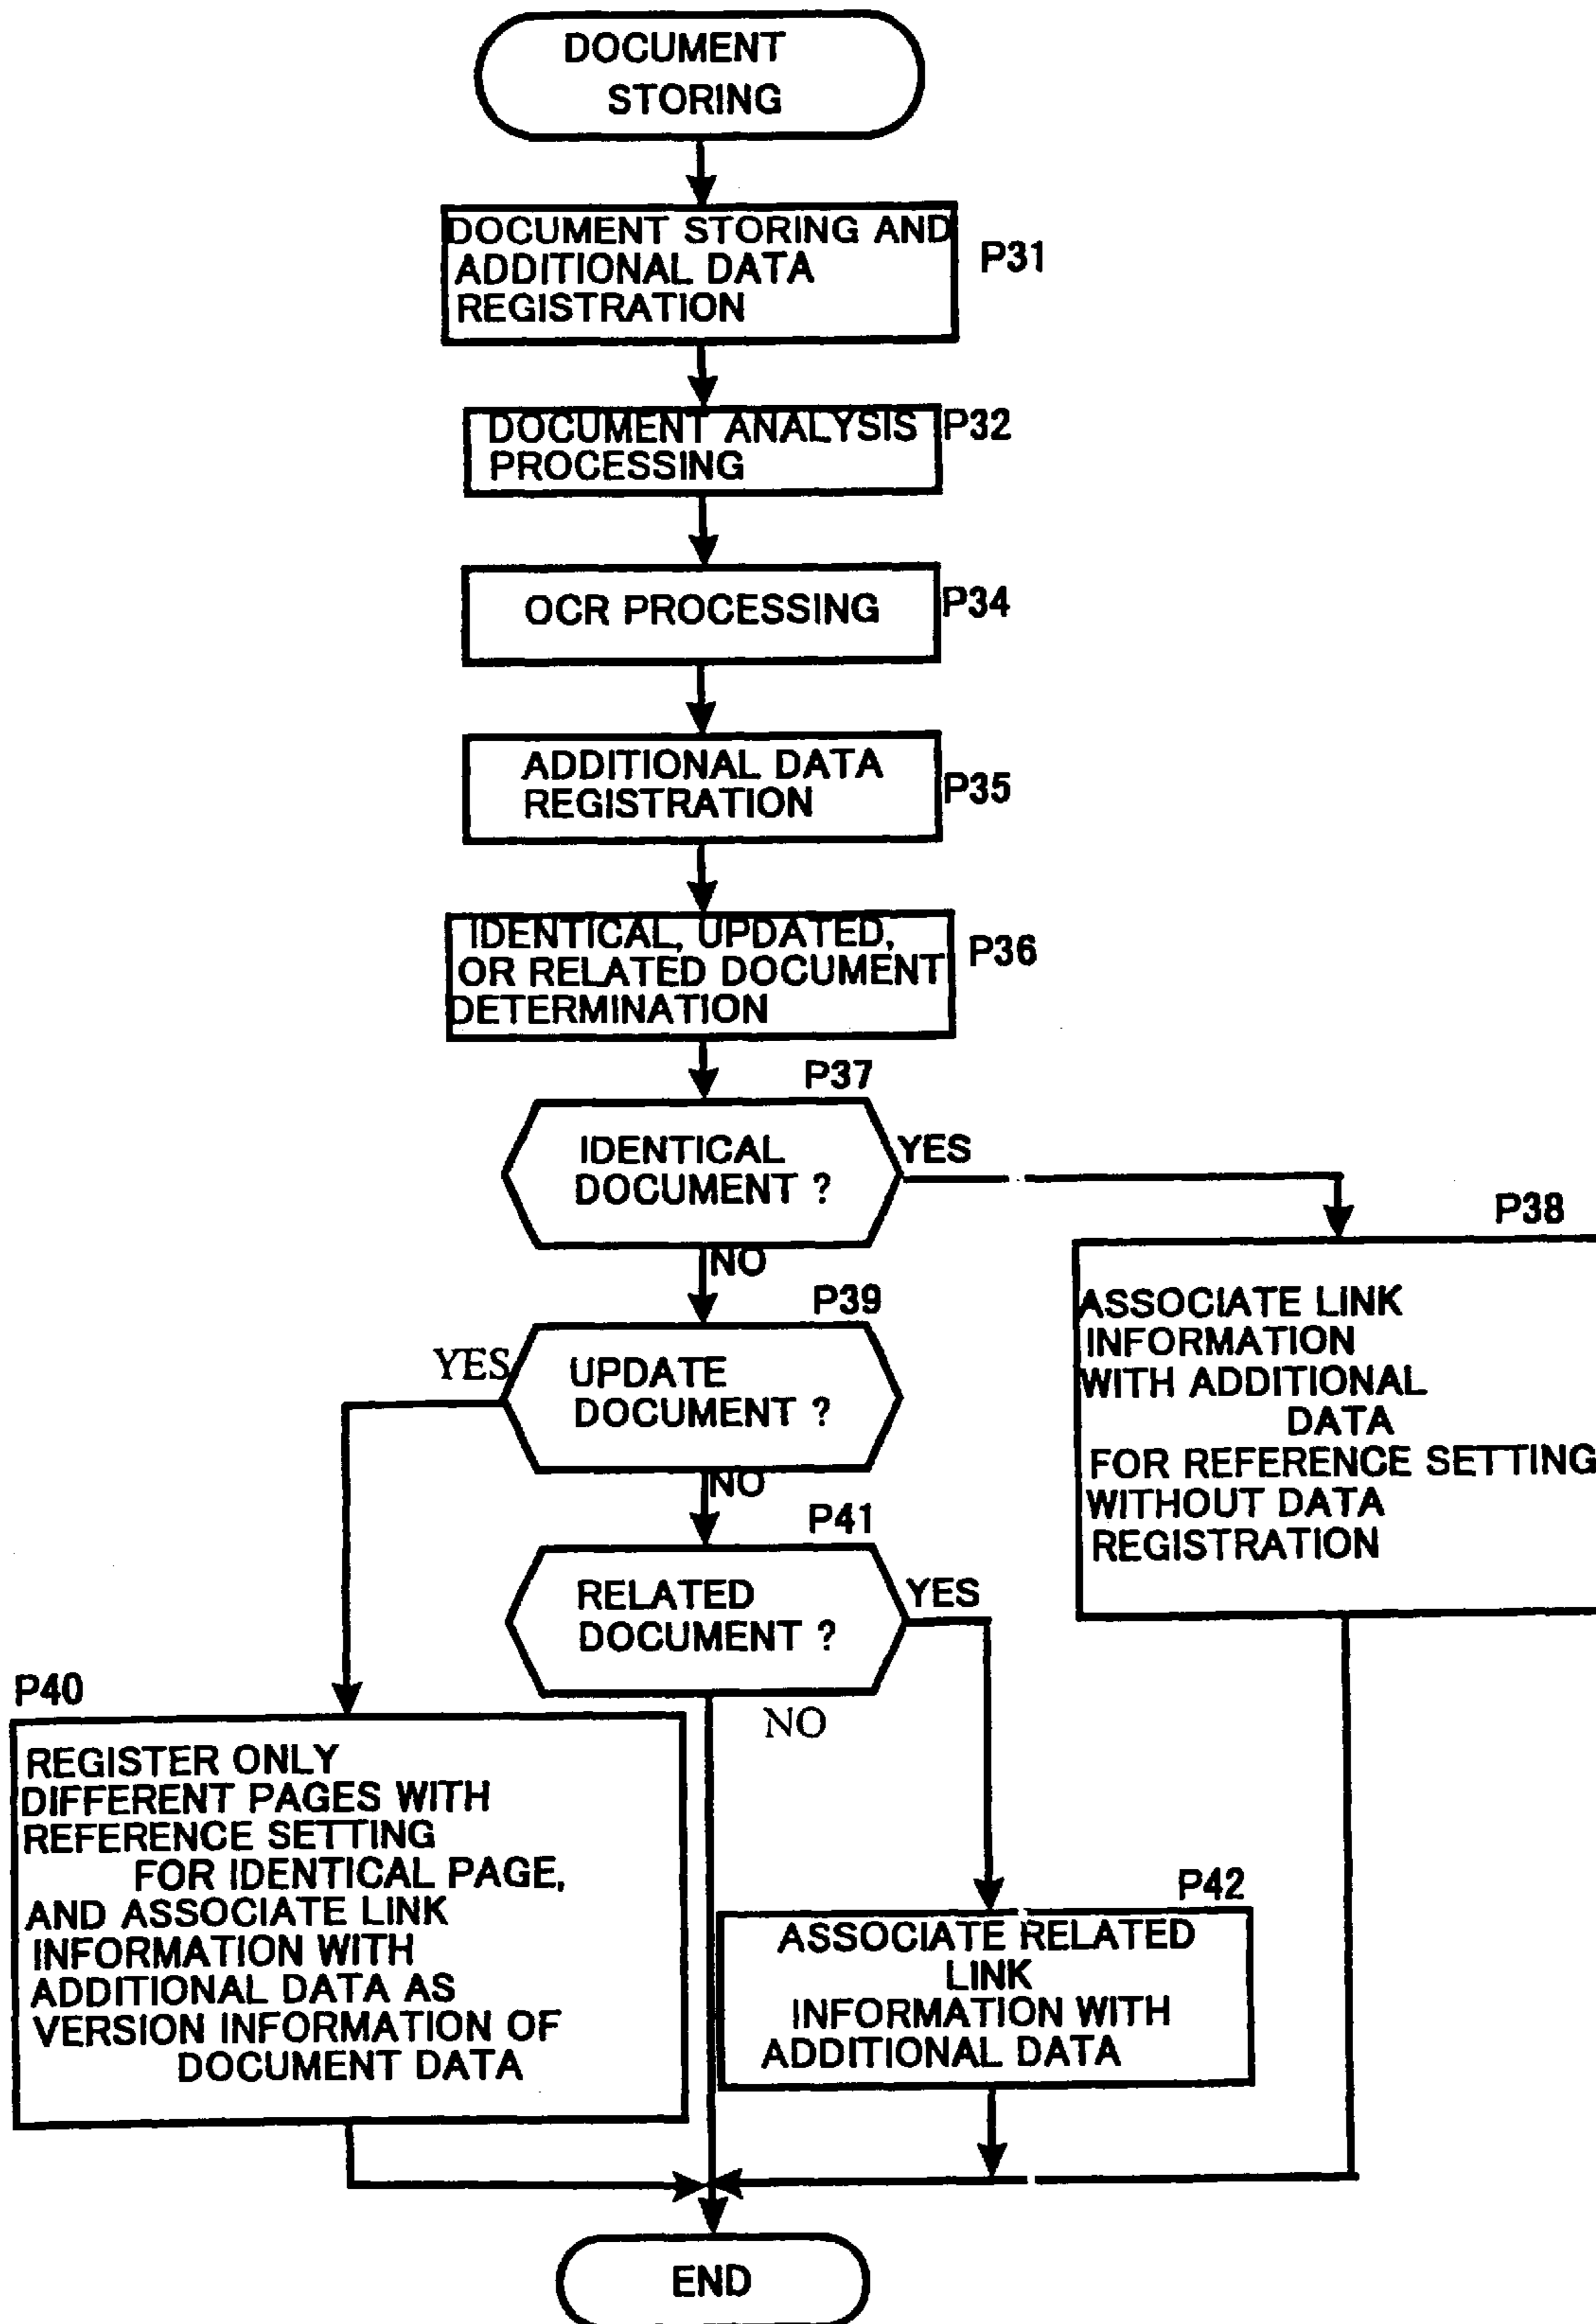 DOCUMENT
STORING
DOCUMENT STORING AND
ADDITIONAL DATA
REGISTRATION
P31
DOCUMENT ANALYSIS
PROCESSING
P32
OCR PROCESSING
P34
ADDITIONAL DATA
REGISTRATION
P35
IDENTICAL, UPDATED,
OR RELATED DOCUMENT
DETERMINATION
P36
P37
IDENTICAL
DOCUMENT ?
YES
NO
P38
ASSOCIATE LINK
INFORMATION
WITH ADDITIONAL
DATA
FOR REFERENCE SETTING
WITHOUT DATA
REGISTRATION
P39
YES
UPDATE
DOCUMENT ?
NO
P41
RELATED
DOCUMENT ?
YES
NO
P40
REGISTER ONLY
DIFFERENT PAGES WITH
REFERENCE SETTING
FOR IDENTICAL PAGE,
AND ASSOCIATE LINK
INFORMATION WITH
ADDITIONAL DATA AS
VERSION INFORMATION OF
DOCUMENT DATA
P42
ASSOCIATE RELATED
LINK
INFORMATION WITH
ADDITIONAL DATA
END